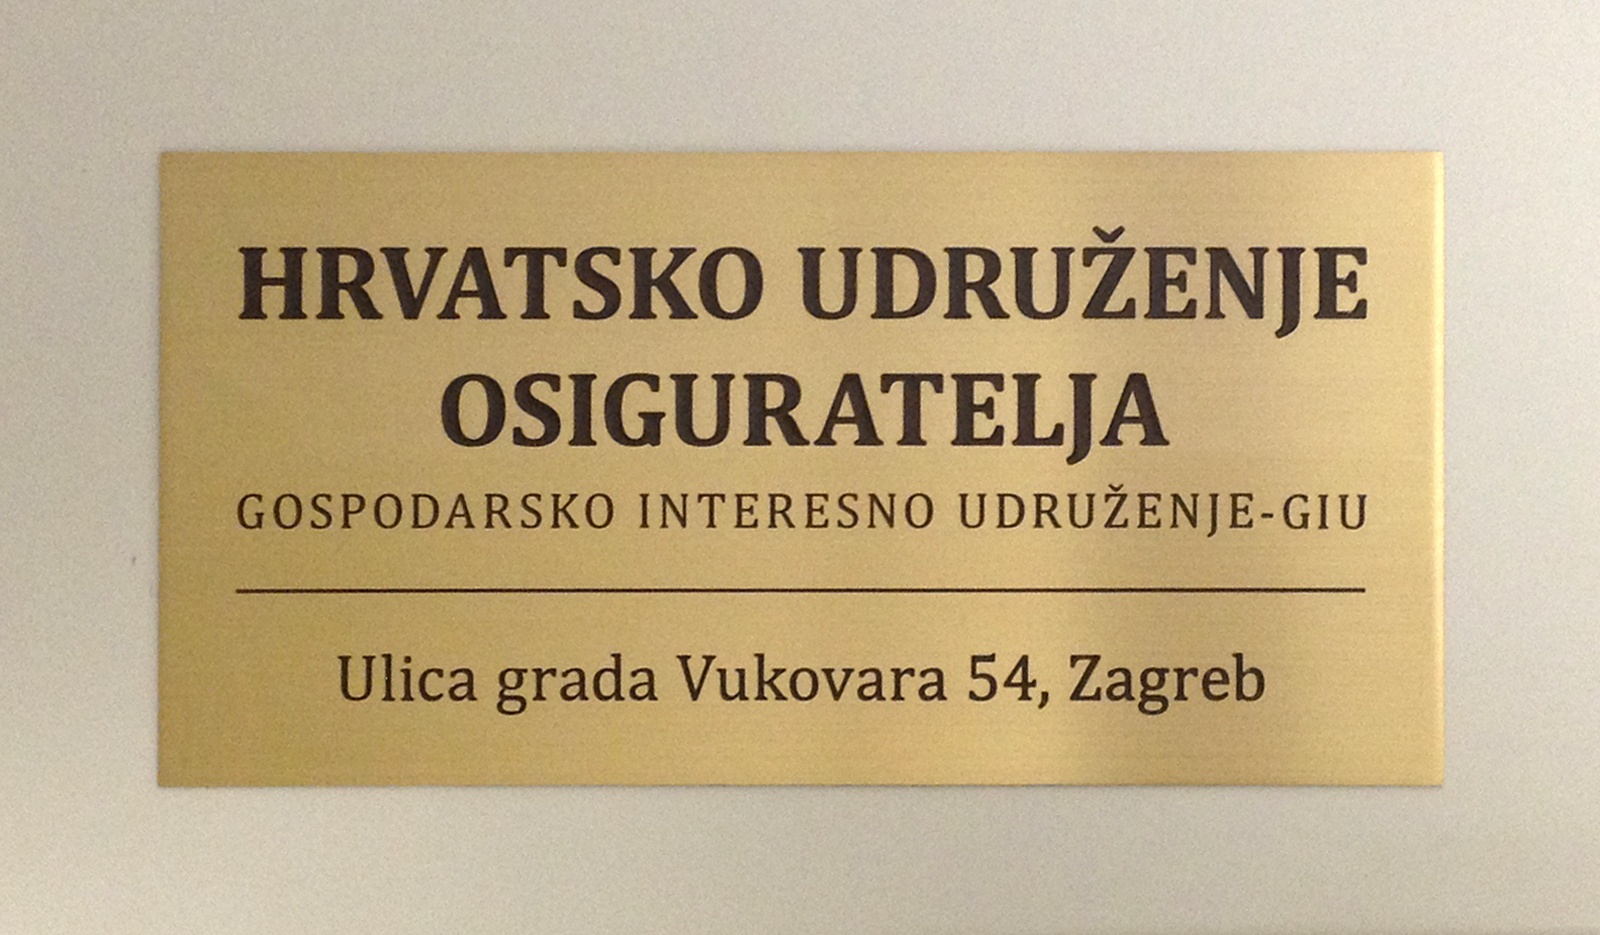 HRVATSKO UDRUŽENJE
OSIGURATELJA
GOSPODARSKO INTERESNO UDRUŽENJE-GIU
Ulica grada Vukovara 54, Zagreb